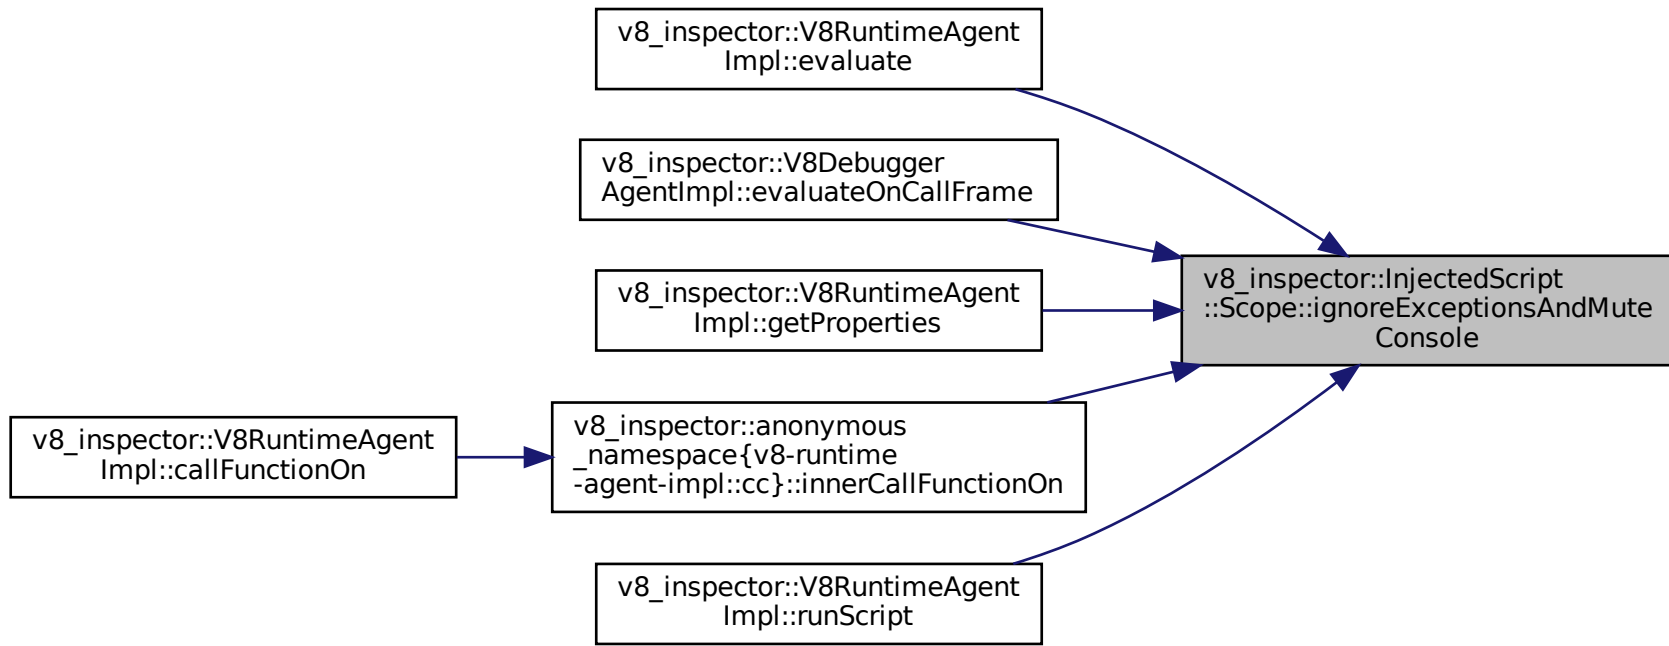 v8_inspector::V8RuntimeAgent
Impl::evaluate
v8_inspector::V8Debugger
AgentImpl::evaluateOnCallFrame
v8_inspector::V8RuntimeAgent
Impl::getProperties
v8_inspector::InjectedScript
::Scope::ignoreExceptionsAndMute
Console
v8_inspector::V8RuntimeAgent
Impl::callFunctionOn
v8_inspector::anonymous
_namespace{v8-runtime
-agent-impl::cc}::innerCallFunctionOn
v8_inspector::V8RuntimeAgent
Impl::runScript